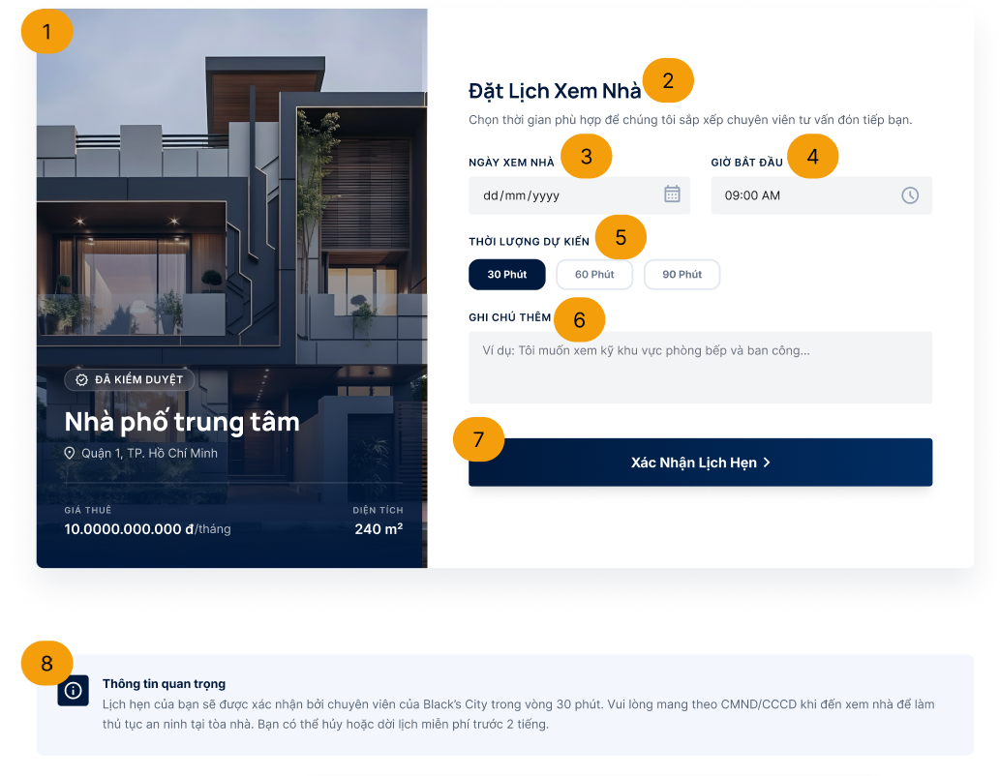 1
ĐÃ KIỂM DUYỆT
Nhà phố trung tâm
Quận 1, TP. Hồ Chí Minh
GIÁ THUÊ
10.0000.000.000 đ/tháng
DIỆN TÍCH
240 m²
Đặt Lịch Xem Nhà
2
Chọn thời gian phù hợp để chúng tôi sắp xếp chuyên viên tư vấn đón tiếp bạn.
NGÀY XEM NHÀ
3
dd/mm/yyyy
GIỜ BẮT ĐẦU
4
09:00 AM
THỜI LƯỢNG DỰ KIẾN
5
30 Phút
60 Phút
90 Phút
GHI CHÚ THÊM
6
Ví dụ: Tôi muốn xem kỹ khu vực phòng bếp và ban công...
7
Xác Nhận Lịch Hẹn
8
Thông tin quan trọng
Lịch hẹn của bạn sẽ được xác nhận bởi chuyên viên của Black's City trong vòng 30 phút. Vui lòng mang theo CMND/CCCD khi đến xem nhà để làm
thủ tục an ninh tại tòa nhà. Bạn có thể hủy hoặc dời lịch miễn phí trước 2 tiếng.